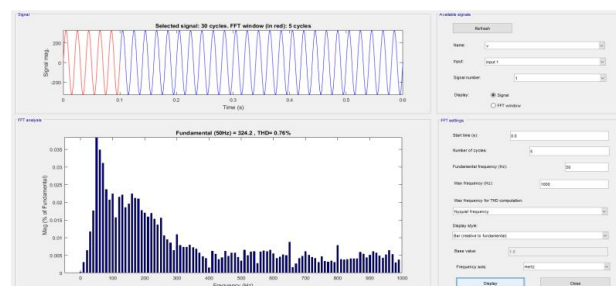 Signal
Selected signal: 30 cycles. FFT window (in red): 5 cycles
Signal mag.
200
0
-200
0 0.1 0.2 0.3 0.4 0.5 0.6
Time (s)
FFT analysis
Fundamental (50Hz) = 324.2 , THD= 0.76%
Mag (% of Fundamental)
0.035
0.03
0.025
0.02
0.015
0.01
0.005
0
0 100 200 300 400 500 600 700 800 900 1000
Frequency (Hz)
Available signals
Refresh
Name:
v
Input:
input 1
Signal number:
1
Display:
Signal
FFT window
FFT settings
Start time (s):
0.0
Number of cycles:
5
Fundamental frequency (Hz):
50
Max frequency (Hz):
1000
Max frequency for THD computation:
Nyquist frequency
Display style:
Bar (relative to fundamental)
Base value:
1.0
Frequency axis:
Hertz
Display
Close